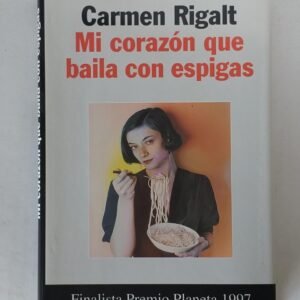 Carmen Rigalt
Mi corazón que
baila con espigas
Finalista Premio Planeta 1997
Mi corazón que baila con espigas